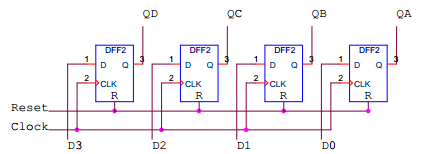 QD QC QB QA
DFF2 DFF2 DFF2 DFF2
1 D Q 3 1 D Q 3 1 D Q 3 1 D Q 3
2 CLK 2 CLK 2 CLK 2 CLK
R R R R
Reset
Clock
D3 D2 D1 D0